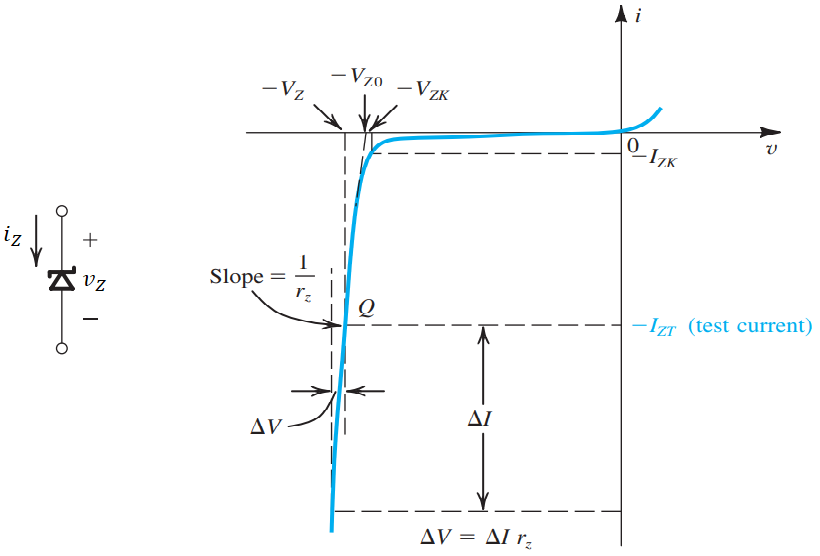 i
−V_Z
−V_Z0
−V_ZK
0
v
−I_ZK
i_Z
+
v_Z
−
Slope = 1/r_z
Q
−I_ZT (test current)
ΔV
ΔI
ΔV = ΔI r_z